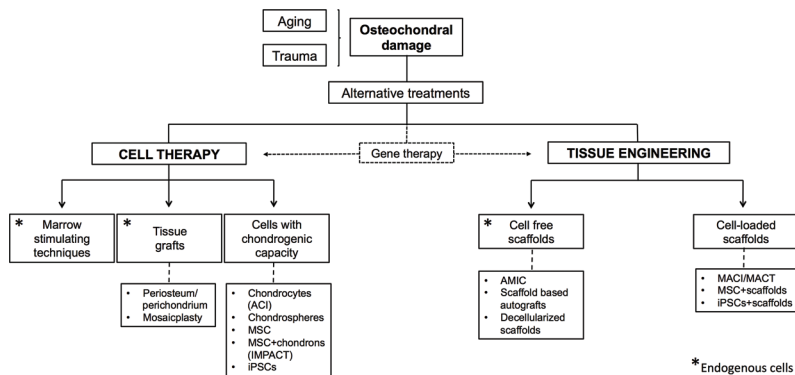 Aging
Trauma
Osteochondral
damage
Alternative treatments
CELL THERAPY
Gene therapy
TISSUE ENGINEERING
* Marrow
stimulating
techniques
* Tissue
grafts
Cells with
chondrogenic
capacity
* Cell free
scaffolds
Cell-loaded
scaffolds
• Periosteum/
perichondrium
• Mosaicplasty
• Chondrocytes
(ACI)
• Chondrospheres
• MSC
• MSC+chondrons
(IMPACT)
• iPSCs
• AMIC
• Scaffold based
autografts
• Decellularized
scaffolds
• MACI/MACT
• MSC+scaffolds
• iPSCs+scaffolds
*Endogenous cells